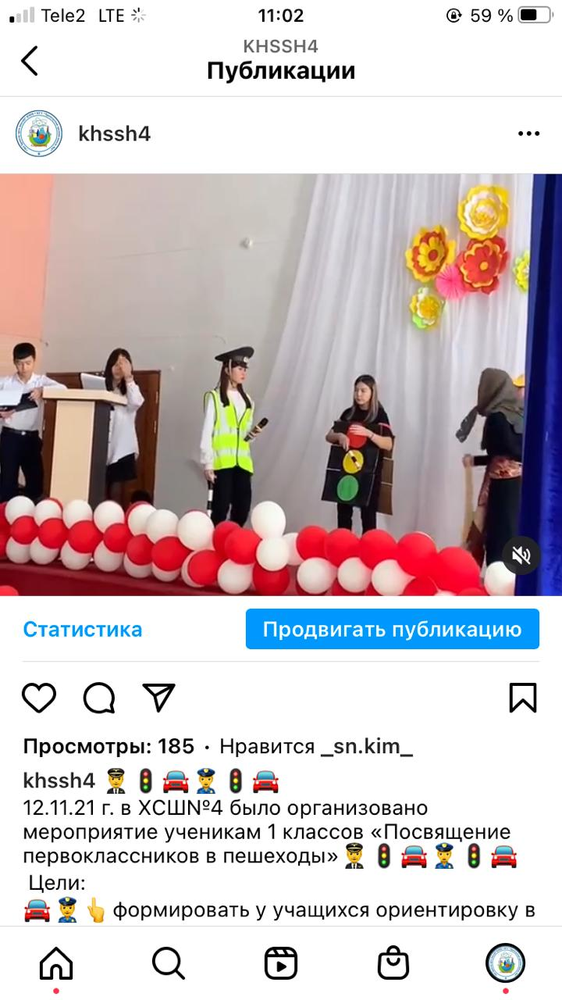 Tele2 LTE 11:02 59 %
KHSSH4
Публикации
khssh4
Статистика
Продвигать публикацию
Просмотры: 185 · Нравится _sn.kim_
khssh4 👨‍✈️🚦🚘👮🚦🚘
12.11.21 г. в ХСШ№4 было организовано
мероприятие ученикам 1 классов «Посвящение
первоклассников в пешеходы»👨‍✈️🚦🚘👮🚦🚘
Цели:
🚘👮👆формировать у учащихся ориентировку в